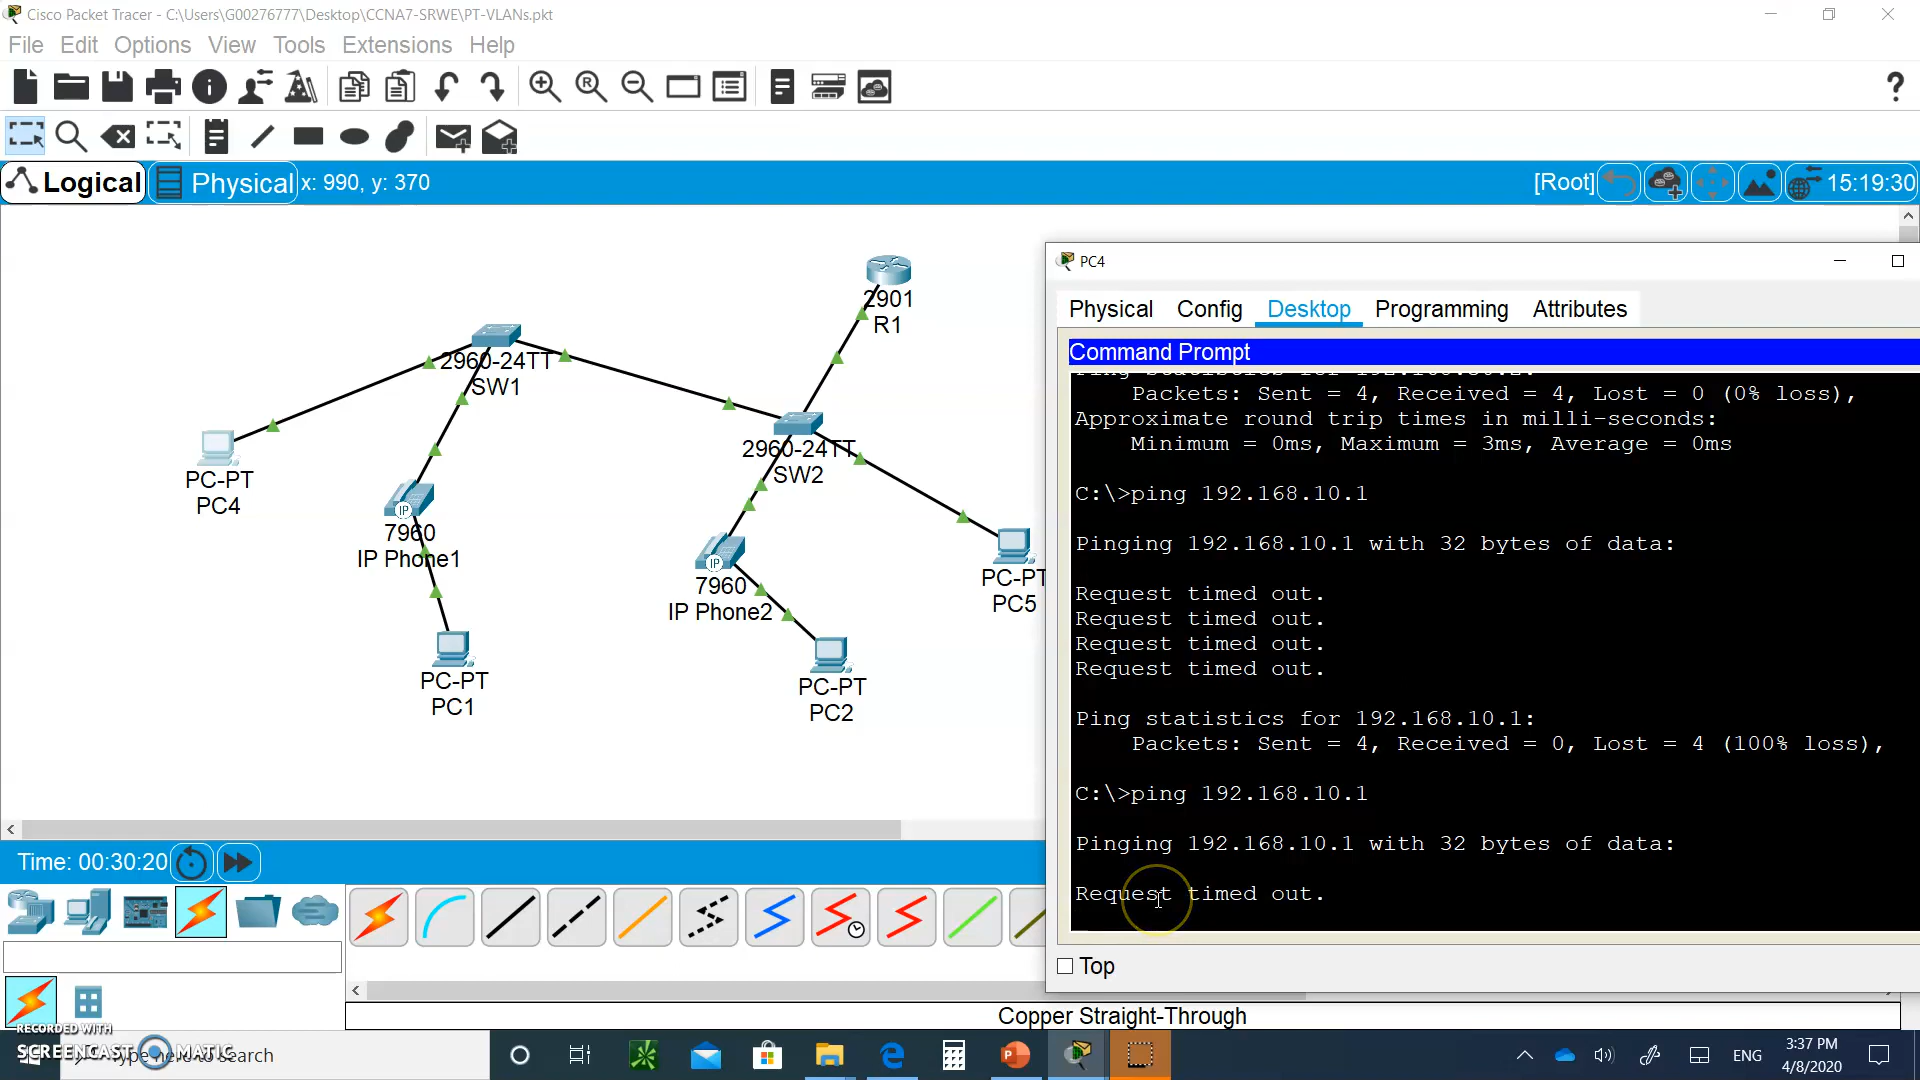 Cisco Packet Tracer - C:\Users\G00276777\Desktop\CCNA7-SRWE\PT-VLANs.pkt
File Edit Options View Tools Extensions Help
?
Logical Physical x: 990, y: 370 [Root] 15:19:30
2901
R1
2960-24TT
SW1
2960-24TT
SW2
PC-PT
PC4
IP
7960
IP Phone1
IP
7960
IP Phone2
PC-PT
PC5
PC-PT
PC1
PC-PT
PC2
PC4
Physical Config Desktop Programming Attributes
Command Prompt
Packets: Sent = 4, Received = 4, Lost = 0 (0% loss),
Approximate round trip times in milli-seconds:
Minimum = 0ms, Maximum = 3ms, Average = 0ms
C:\>ping 192.168.10.1
Pinging 192.168.10.1 with 32 bytes of data:
Request timed out.
Request timed out.
Request timed out.
Request timed out.
Ping statistics for 192.168.10.1:
Packets: Sent = 4, Received = 0, Lost = 4 (100% loss),
C:\>ping 192.168.10.1
Pinging 192.168.10.1 with 32 bytes of data:
Request timed out.
Top
Time: 00:30:20
Copper Straight-Through
RECORDED WITH
SCREENCAST MATIC
Type here to search
ENG
3:37 PM
4/8/2020